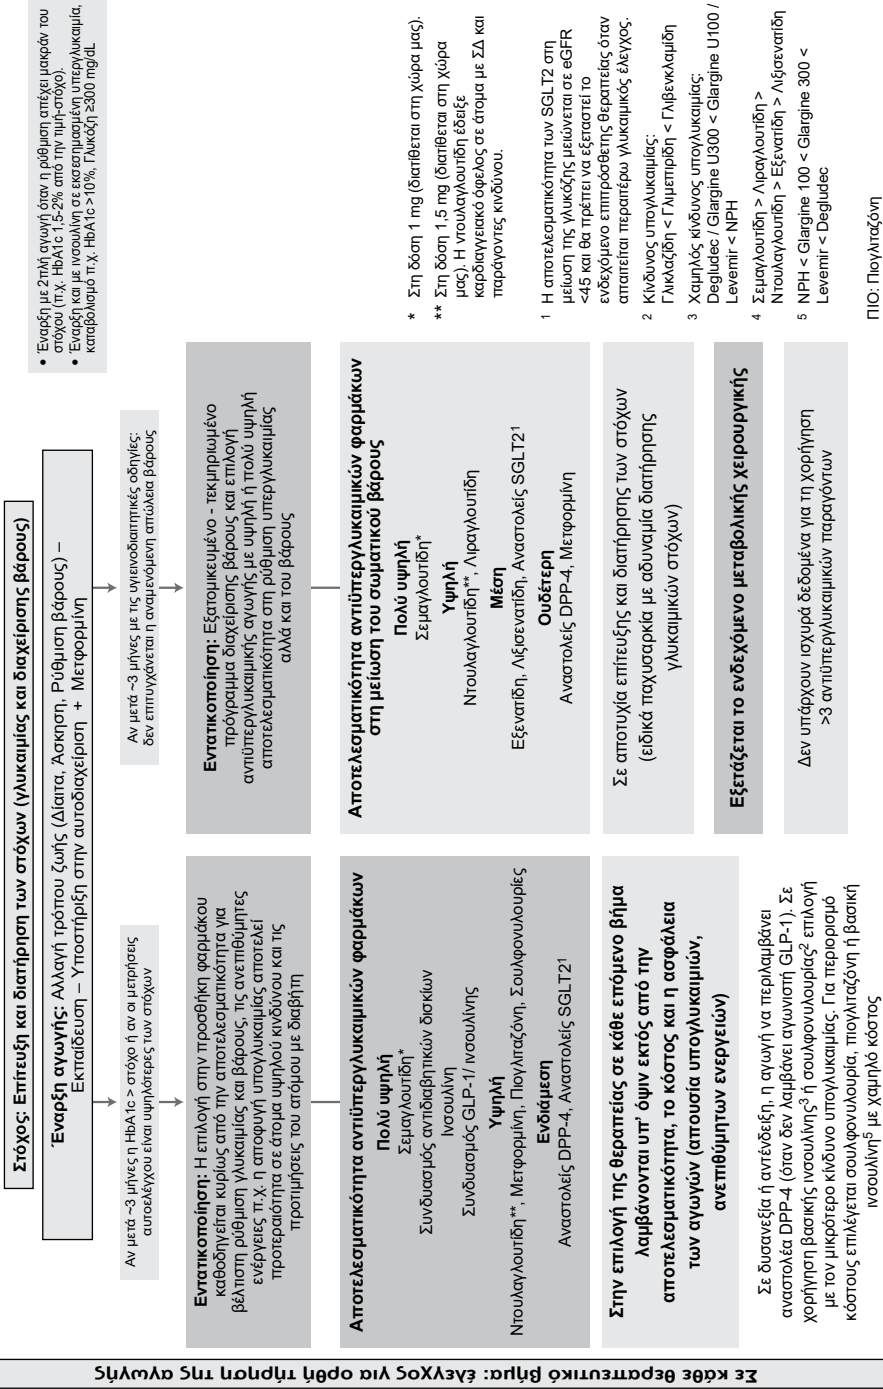 Στόχος: Επίτευξη και διατήρηση των στόχων (γλυκαιμίας και διαχείρισης βάρους)
Έναρξη αγωγής: Αλλαγή τρόπου ζωής (Δίαιτα, Άσκηση, Ρύθμιση βάρους) –
Εκπαίδευση – Υποστήριξη στην αυτοδιαχείριση + Μετφορμίνη
• Έναρξη με 2πλή αγωγή όταν η ρύθμιση απέχει μακράν του
στόχου (π.χ. HbA1c 1,5-2% από την τιμή-στόχο).
• Έναρξη και με ινσουλίνη σε εκσεσημασμένη υπεργλυκαιμία,
καταβολισμό π.χ. HbA1c >10%, Γλυκόζη ≥300 mg/dL
Αν μετά ~3 μήνες η HbA1c > στόχο ή αν οι μετρήσεις
αυτοελέγχου είναι υψηλότερες των στόχων
Εντατικοποίηση: Η επιλογή στην προσθήκη φαρμάκου
καθοδηγείται κυρίως από την αποτελεσματικότητα για
βέλτιστη ρύθμιση γλυκαιμίας και βάρους, τις ανεπιθύμητες
ενέργειες π.χ. η αποφυγή υπογλυκαιμίας αποτελεί
προτεραιότητα σε άτομα υψηλού κινδύνου και τις
προτιμήσεις του ατόμου με διαβήτη
Αποτελεσματικότητα αντιϋπεργλυκαιμικών φαρμάκων
Πολύ υψηλή
Σεμαγλουτίδη*
Συνδυασμός αντιδιαβητικών δισκίων
Ινσουλίνη
Συνδυασμός GLP-1/ ινσουλίνης
Υψηλή
Ντουλαγλουτίδη**, Μετφορμίνη, Πιογλιταζόνη, Σουλφονυλουρίες
Ενδιάμεση
Αναστολείς DPP-4, Αναστολείς SGLT2¹
Στην επιλογή της θεραπείας σε κάθε επόμενο βήμα
λαμβάνονται υπ' όψιν εκτός από την
αποτελεσματικότητα, το κόστος και η ασφάλεια
των αγωγών (απουσία υπογλυκαιμιών,
ανεπιθύμητων ενεργειών)
Σε δυσανεξία ή αντένδειξη, η αγωγή να περιλαμβάνει
αναστολέα DPP-4 (όταν δεν λαμβάνει αγωνιστή GLP-1). Σε
χορήγηση βασικής ινσουλίνης³ ή σουλφονυλουρίας² επιλογή
με τον μικρότερο κίνδυνο υπογλυκαιμίας. Για περιορισμό
κόστους επιλέγεται σουλφονυλουρία, πιογλιταζόνη ή βασική
ινσουλίνη⁵ με χαμηλό κόστος
Αν μετά ~3 μήνες με τις υγιεινοδιαιτητικές οδηγίες:
δεν επιτυγχάνεται η αναμενόμενη απώλεια βάρους
Εντατικοποίηση: Εξατομικευμένο - τεκμηριωμένο
πρόγραμμα διαχείρισης βάρους και επιλογή
αντιϋπεργλυκαιμικής αγωγής με υψηλή ή πολύ υψηλή
αποτελεσματικότητα στη ρύθμιση υπεργλυκαιμίας
αλλά και του βάρους
Αποτελεσματικότητα αντιϋπεργλυκαιμικών φαρμάκων
στη μείωση του σωματικού βάρους
Πολύ υψηλή
Σεμαγλουτίδη*
Υψηλή
Ντουλαγλουτίδη**, Λιραγλουτίδη
Μέση
Εξενατίδη, Λιξισενατίδη, Αναστολείς SGLT2¹
Ουδέτερη
Αναστολείς DPP-4, Μετφορμίνη
Σε αποτυχία επίτευξης και διατήρησης των στόχων
(ειδικά παχυσαρκία με αδυναμία διατήρησης
γλυκαιμικών στόχων)
Εξετάζεται το ενδεχόμενο μεταβολικής χειρουργικής
Δεν υπάρχουν ισχυρά δεδομένα για τη χορήγηση
>3 αντιϋπεργλυκαιμικών παραγόντων
* Στη δόση 1 mg (διατίθεται στη χώρα μας).
** Στη δόση 1,5 mg (διατίθεται στη χώρα
μας). Η ντουλαγλουτίδη έδειξε
καρδιαγγειακό όφελος σε άτομα με ΣΔ και
παράγοντες κινδύνου.
1 Η αποτελεσματικότητα των SGLT2 στη
μείωση της γλυκόζης μειώνεται σε eGFR
<45 και θα πρέπει να εξεταστεί το
ενδεχόμενο επιπρόσθετης θεραπείας όταν
απαιτείται περαιτέρω γλυκαιμικός έλεγχος.
2 Κίνδυνος υπογλυκαιμίας:
Γλικλαζίδη < Γλιμεπιρίδη < Γλιβενκλαμίδη
3 Χαμηλός κίνδυνος υπογλυκαιμίας:
Degludec / Glargine U300 < Glargine U100 /
Levemir < NPH
4 Σεμαγλουτίδη > Λιραγλουτίδη >
Ντουλαγλουτίδη > Εξενατίδη > Λιξισενατίδη
5 NPH < Glargine 100 < Glargine 300 <
Levemir < Degludec
ΠΙΟ: Πιογλιταζόνη
Σε κάθε θεραπευτικό βήμα: έλεγχος για ορθή τήρηση της αγωγής